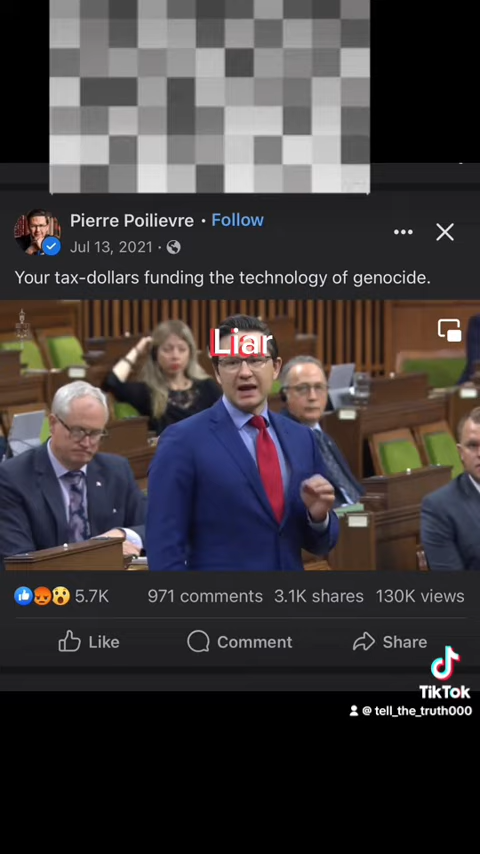 Pierre Poilievre · Follow
Jul 13, 2021 ·
Your tax-dollars funding the technology of genocide.
Liar
5.7K 971 comments 3.1K shares 130K views
Like Comment Share
TikTok
@ tell_the_truth000